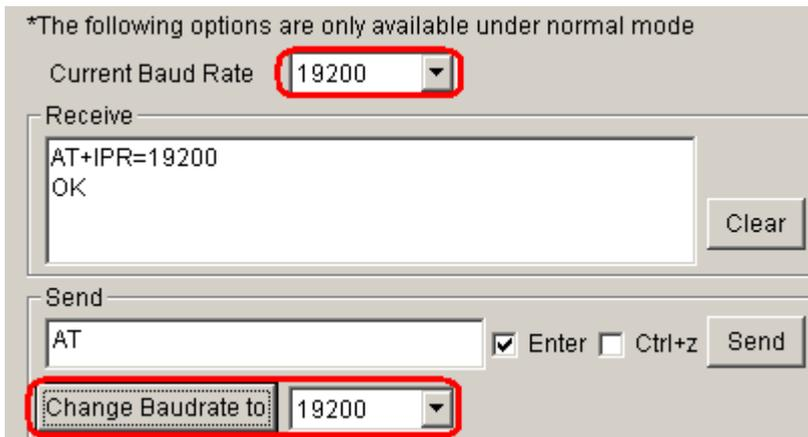 *The following options are only available under normal mode
Current Baud Rate 19200
Receive
AT+IPR=19200
OK
Clear
Send
AT Enter Ctrl+z Send
Change Baudrate to 19200